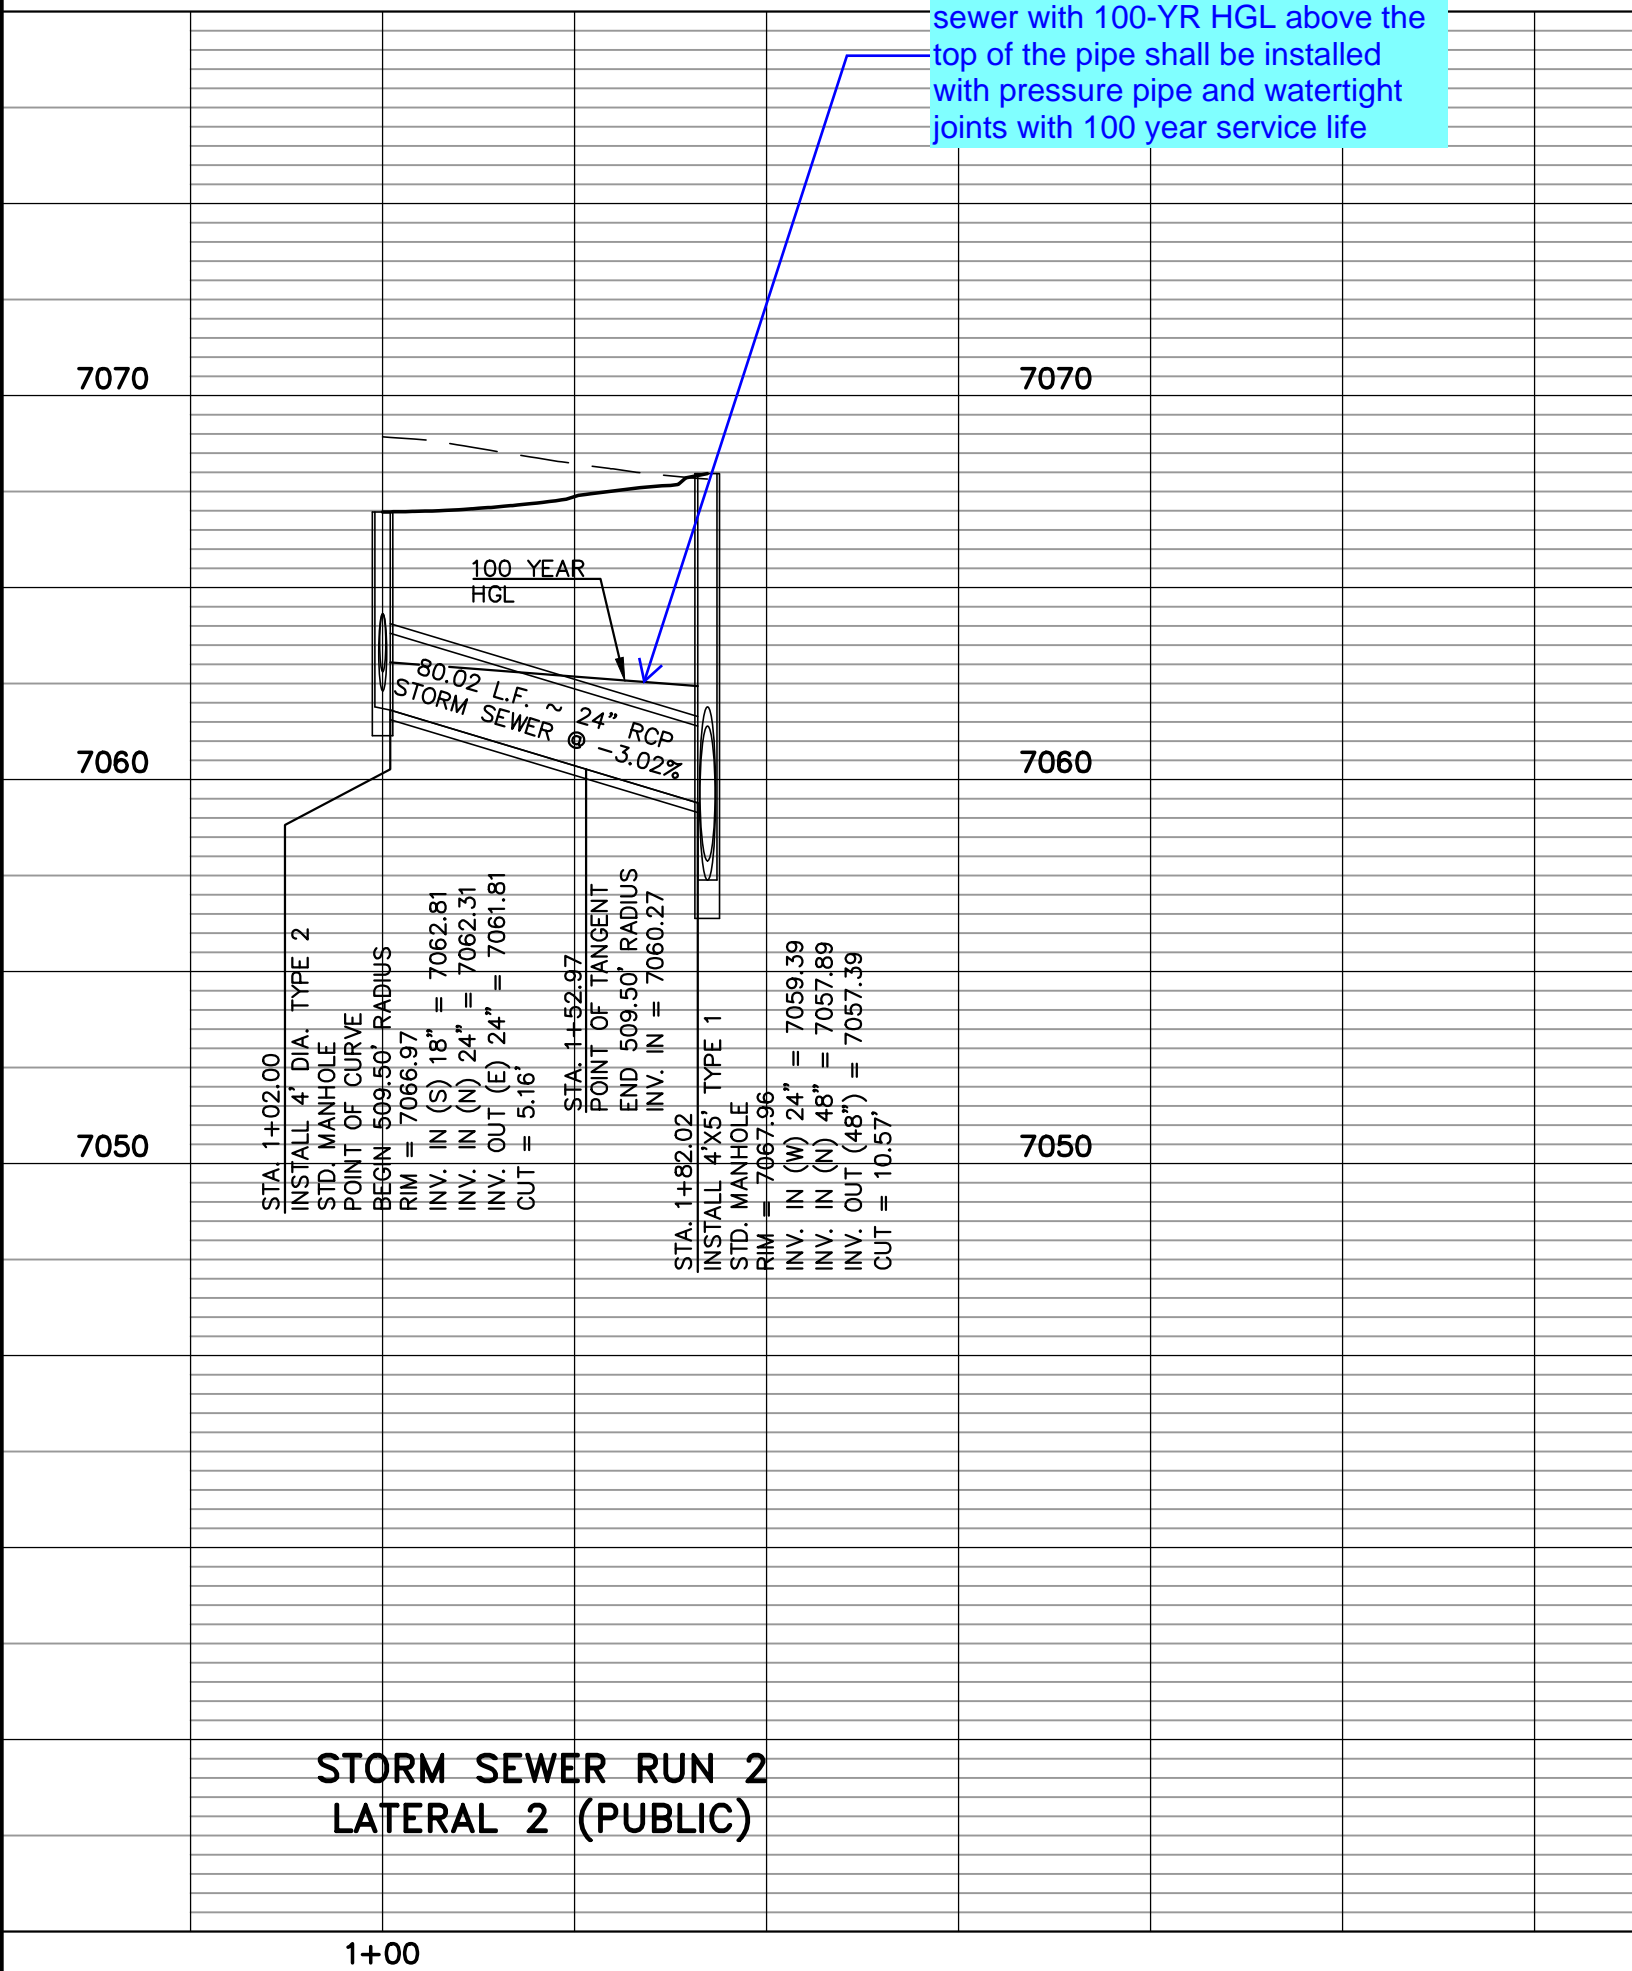 sewer with 100-YR HGL above the
top of the pipe shall be installed
with pressure pipe and watertight
joints with 100 year service life
7070
7070
100 YEAR
HGL
80.02 L.F. ~ 24" RCP
STORM SEWER @ -3.02%
7060
7060
STA. 1+02.00
INSTALL 4' DIA. TYPE 2
STD. MANHOLE
POINT OF CURVE
BEGIN 509.50' RADIUS
RIM = 7066.97
INV. IN (S) 18" = 7062.81
INV. IN (N) 24" = 7062.31
INV. OUT (E) 24" = 7061.81
CUT = 5.16'
STA. 1+52.97
POINT OF TANGENT
END 509.50' RADIUS
INV. IN = 7060.27
STA. 1+82.02
INSTALL 4'X5' TYPE 1
STD. MANHOLE
RIM = 7067.96
INV. IN (W) 24" = 7059.39
INV. IN (N) 48" = 7057.89
INV. OUT (48") = 7057.39
CUT = 10.57'
7050
7050
STORM SEWER RUN 2
LATERAL 2 (PUBLIC)
1+00